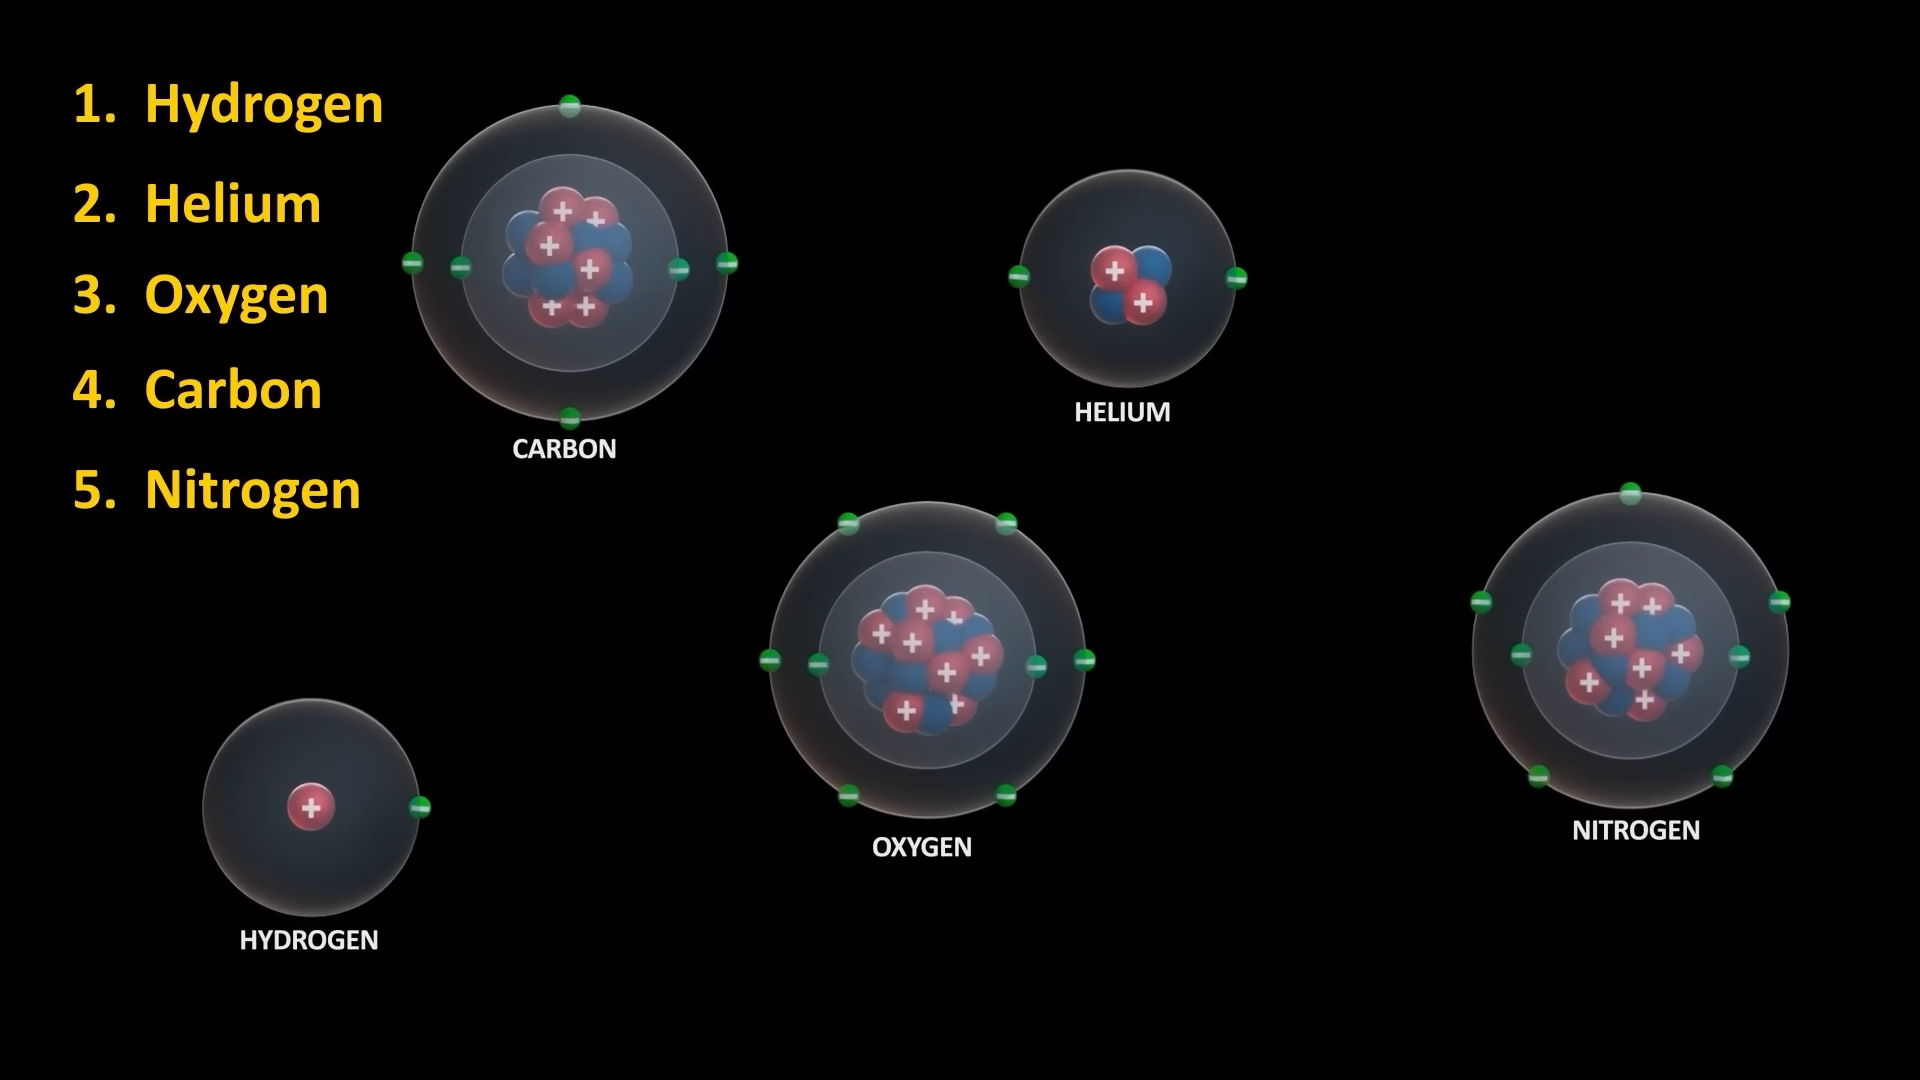 1. Hydrogen
2. Helium
3. Oxygen
4. Carbon
5. Nitrogen
CARBON
HELIUM
OXYGEN
NITROGEN
HYDROGEN